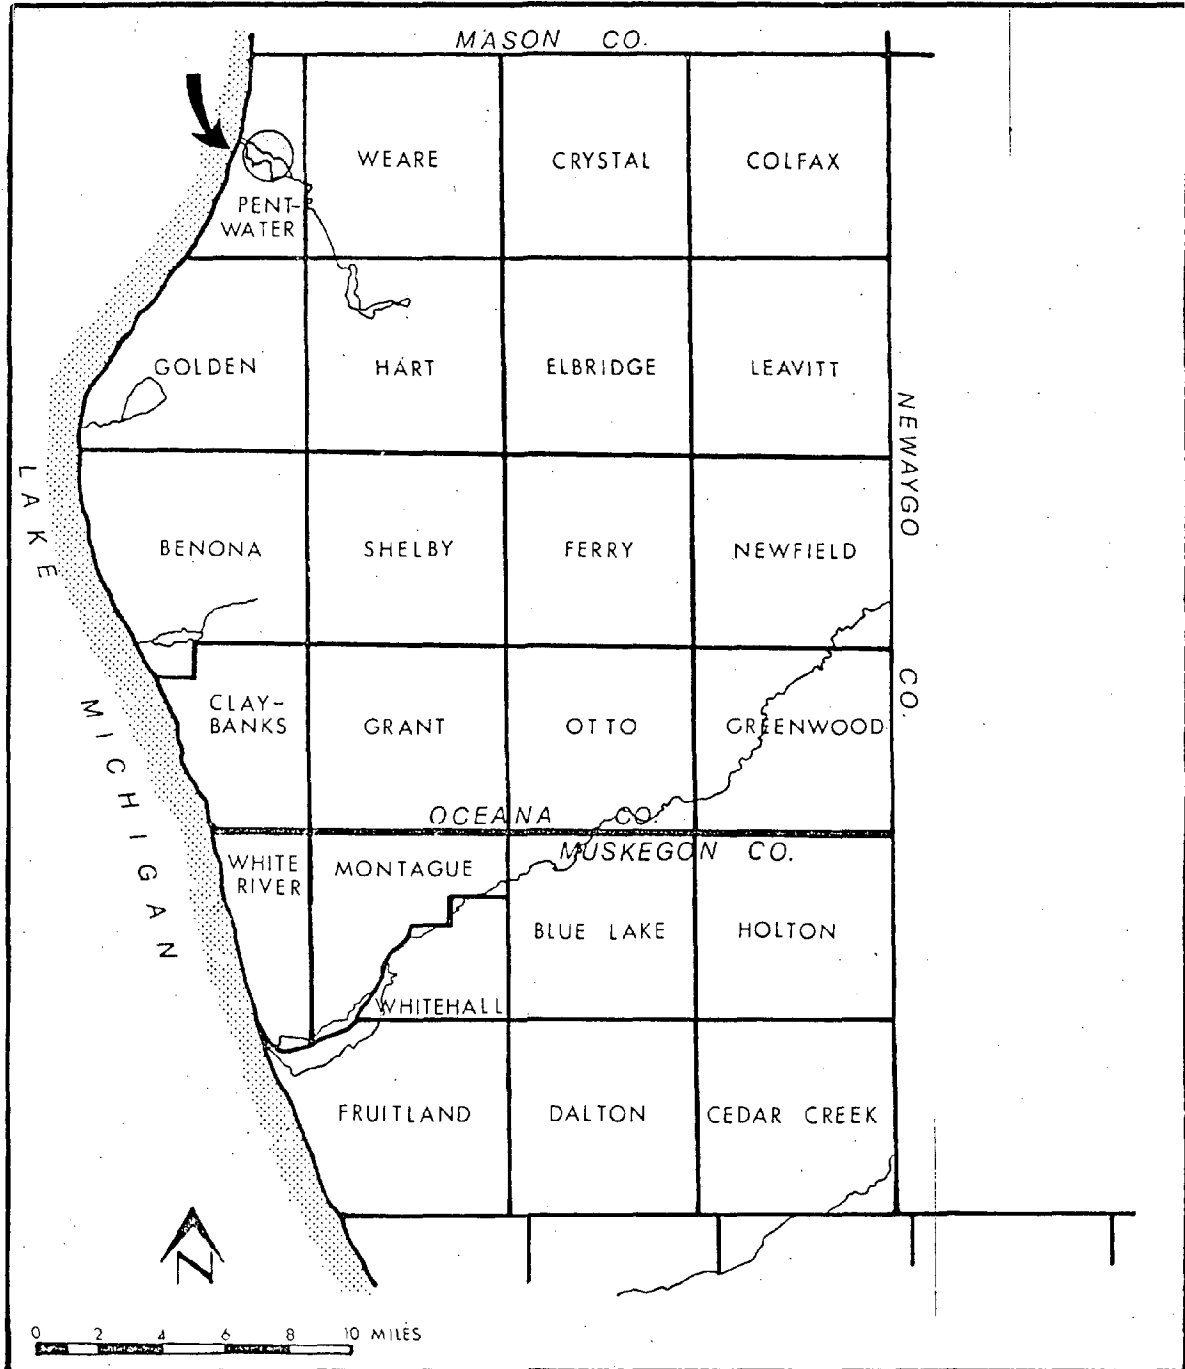 MASON CO.
WEARE
CRYSTAL
COLFAX
PENT-
WATER
GOLDEN
HART
ELBRIDGE
LEAVITT
NEWAYGO CO.
LAKE MICHIGAN
BENONA
SHELBY
FERRY
NEWFIELD
CLAY-
BANKS
GRANT
OTTO
GREENWOOD
OCEANA CO.
MUSKEGON CO.
WHITE
RIVER
MONTAGUE
BLUE LAKE
HOLTON
WHITEHALL
FRUITLAND
DALTON
CEDAR CREEK
N
0 2 4 6 8 10 MILES